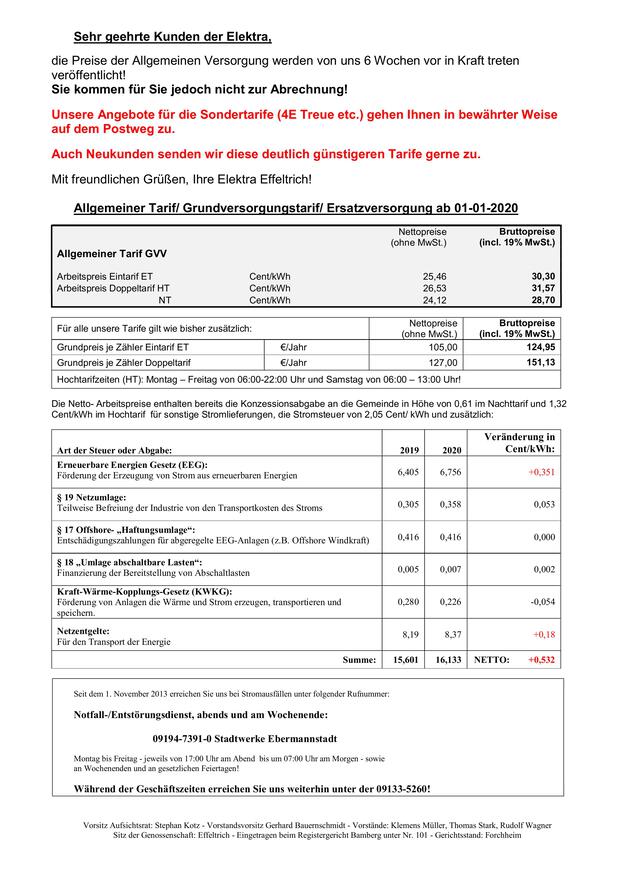 Sehr geehrte Kunden der Elektra,
die Preise der Allgemeinen Versorgung werden von uns 6 Wochen vor in Kraft treten
veröffentlicht!
Sie kommen für Sie jedoch nicht zur Abrechnung!
Unsere Angebote für die Sondertarife (4E Treue etc.) gehen Ihnen in bewährter Weise
auf dem Postweg zu.
Auch Neukunden senden wir diese deutlich günstigeren Tarife gerne zu.
Mit freundlichen Grüßen, Ihre Elektra Effeltrich!
Allgemeiner Tarif/ Grundversorgungstarif/ Ersatzversorgung ab 01-01-2020
Nettopreise Bruttopreise
(ohne MwSt.) (incl. 19% MwSt.)
Allgemeiner Tarif GVV
Arbeitspreis Eintarif ET Cent/kWh 25,46 30,30
Arbeitspreis Doppeltarif HT Cent/kWh 26,53 31,57
NT Cent/kWh 24,12 28,70
Für alle unsere Tarife gilt wie bisher zusätzlich: Nettopreise Bruttopreise
(ohne MwSt.) (incl. 19% MwSt.)
Grundpreis je Zähler Eintarif ET €/Jahr 105,00 124,95
Grundpreis je Zähler Doppeltarif €/Jahr 127,00 151,13
Hochtarifzeiten (HT): Montag – Freitag von 06:00-22:00 Uhr und Samstag von 06:00 – 13:00 Uhr!
Die Netto- Arbeitspreise enthalten bereits die Konzessionsabgabe an die Gemeinde in Höhe von 0,61 im Nachttarif und 1,32
Cent/kWh im Hochtarif für sonstige Stromlieferungen, die Stromsteuer von 2,05 Cent/ kWh und zusätzlich:
Art der Steuer oder Abgabe: 2019 2020 Veränderung in
Cent/kWh:
Erneuerbare Energien Gesetz (EEG):
Förderung der Erzeugung von Strom aus erneuerbaren Energien 6,405 6,756 +0,351
§ 19 Netzumlage:
Teilweise Befreiung der Industrie von den Transportkosten des Stroms 0,305 0,358 0,053
§ 17 Offshore- „Haftungsumlage“:
Entschädigungszahlungen für abgeregelte EEG-Anlagen (z.B. Offshore Windkraft) 0,416 0,416 0,000
§ 18 „Umlage abschaltbare Lasten“:
Finanzierung der Bereitstellung von Abschaltlasten 0,005 0,007 0,002
Kraft-Wärme-Kopplungs-Gesetz (KWKG):
Förderung von Anlagen die Wärme und Strom erzeugen, transportieren und
speichern. 0,280 0,226 -0,054
Netzentgelte:
Für den Transport der Energie 8,19 8,37 +0,18
Summe: 15,601 16,133 NETTO: +0,532
Seit dem 1. November 2013 erreichen Sie uns bei Stromausfällen unter folgender Rufnummer:
Notfall-/Entstörungsdienst, abends und am Wochenende:
09194-7391-0 Stadtwerke Ebermannstadt
Montag bis Freitag - jeweils von 17:00 Uhr am Abend bis um 07:00 Uhr am Morgen - sowie
an Wochenenden und an gesetzlichen Feiertagen!
Während der Geschäftszeiten erreichen Sie uns weiterhin unter der 09133-5260!
Vorsitz Aufsichtsrat: Stephan Kotz - Vorstandsvorsitz Gerhard Bauernschmidt - Vorstände: Klemens Müller, Thomas Stark, Rudolf Wagner
Sitz der Genossenschaft: Effeltrich - Eingetragen beim Registergericht Bamberg unter Nr. 101 - Gerichtsstand: Forchheim